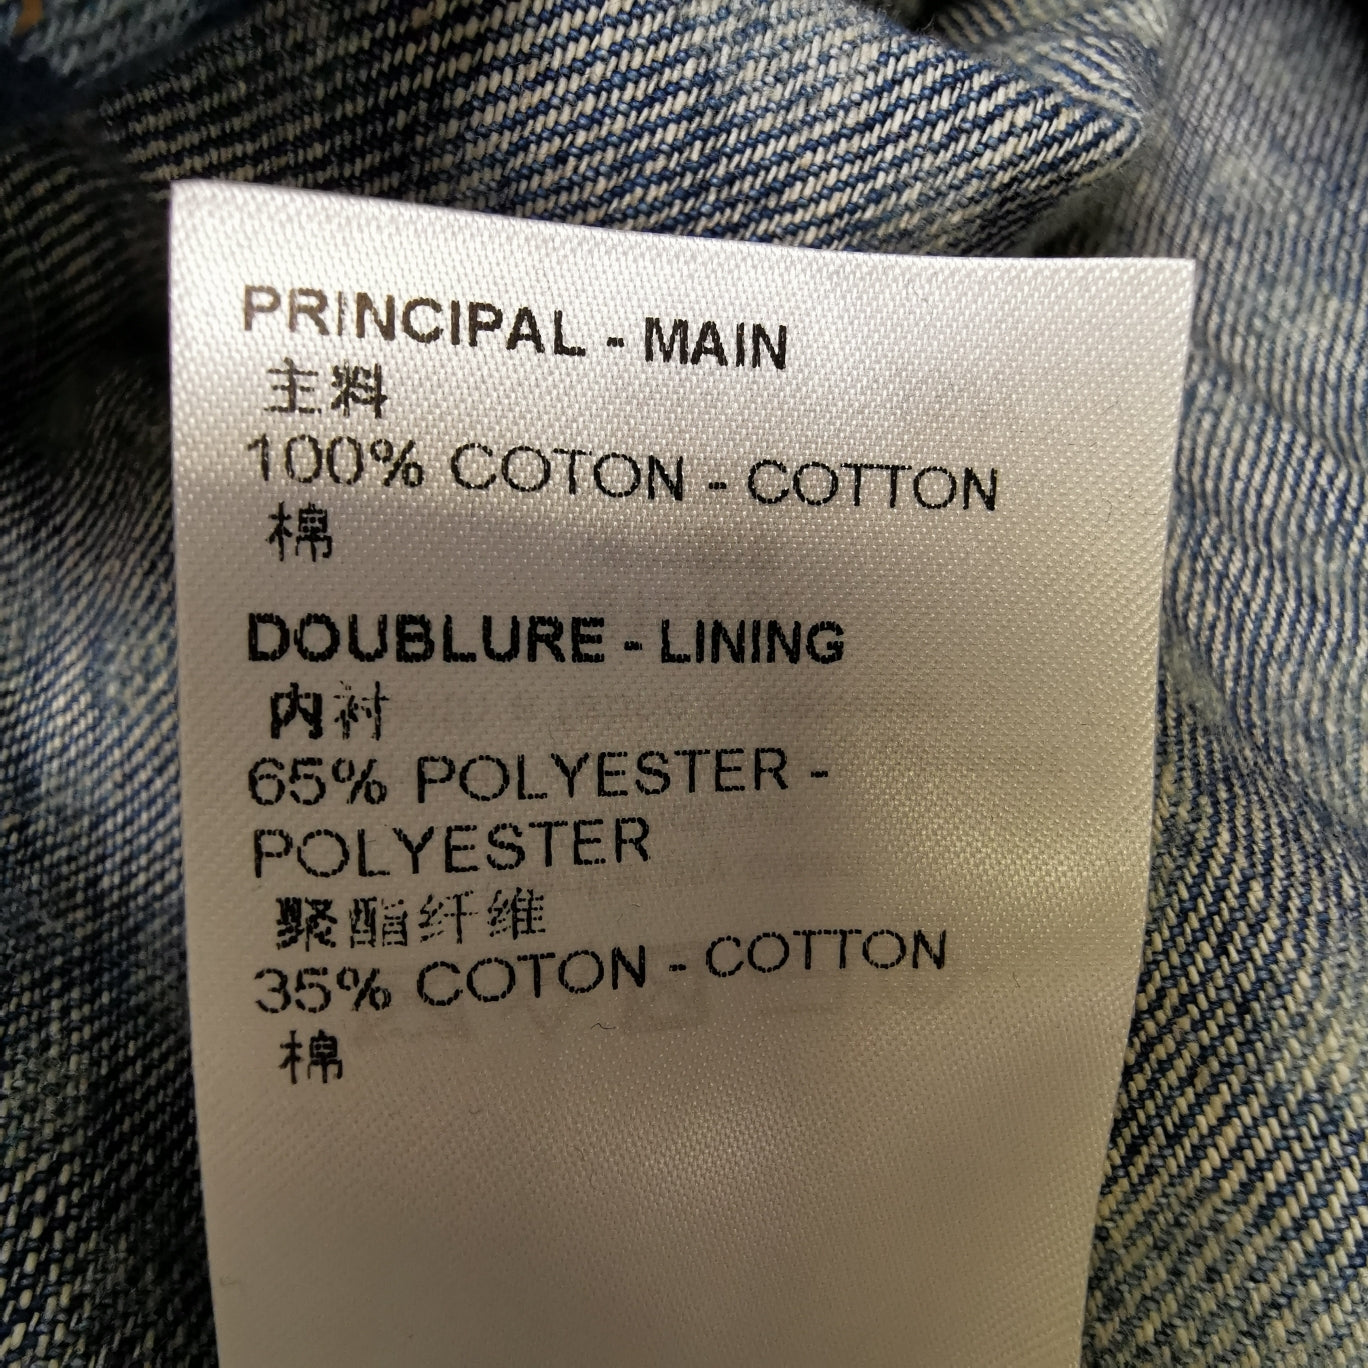 PRINCIPAL - MAIN
主料
100% COTON - COTTON
棉
DOUBLURE - LINING
内衬
65% POLYESTER -
POLYESTER
聚酯纤维
35% COTON - COTTON
棉